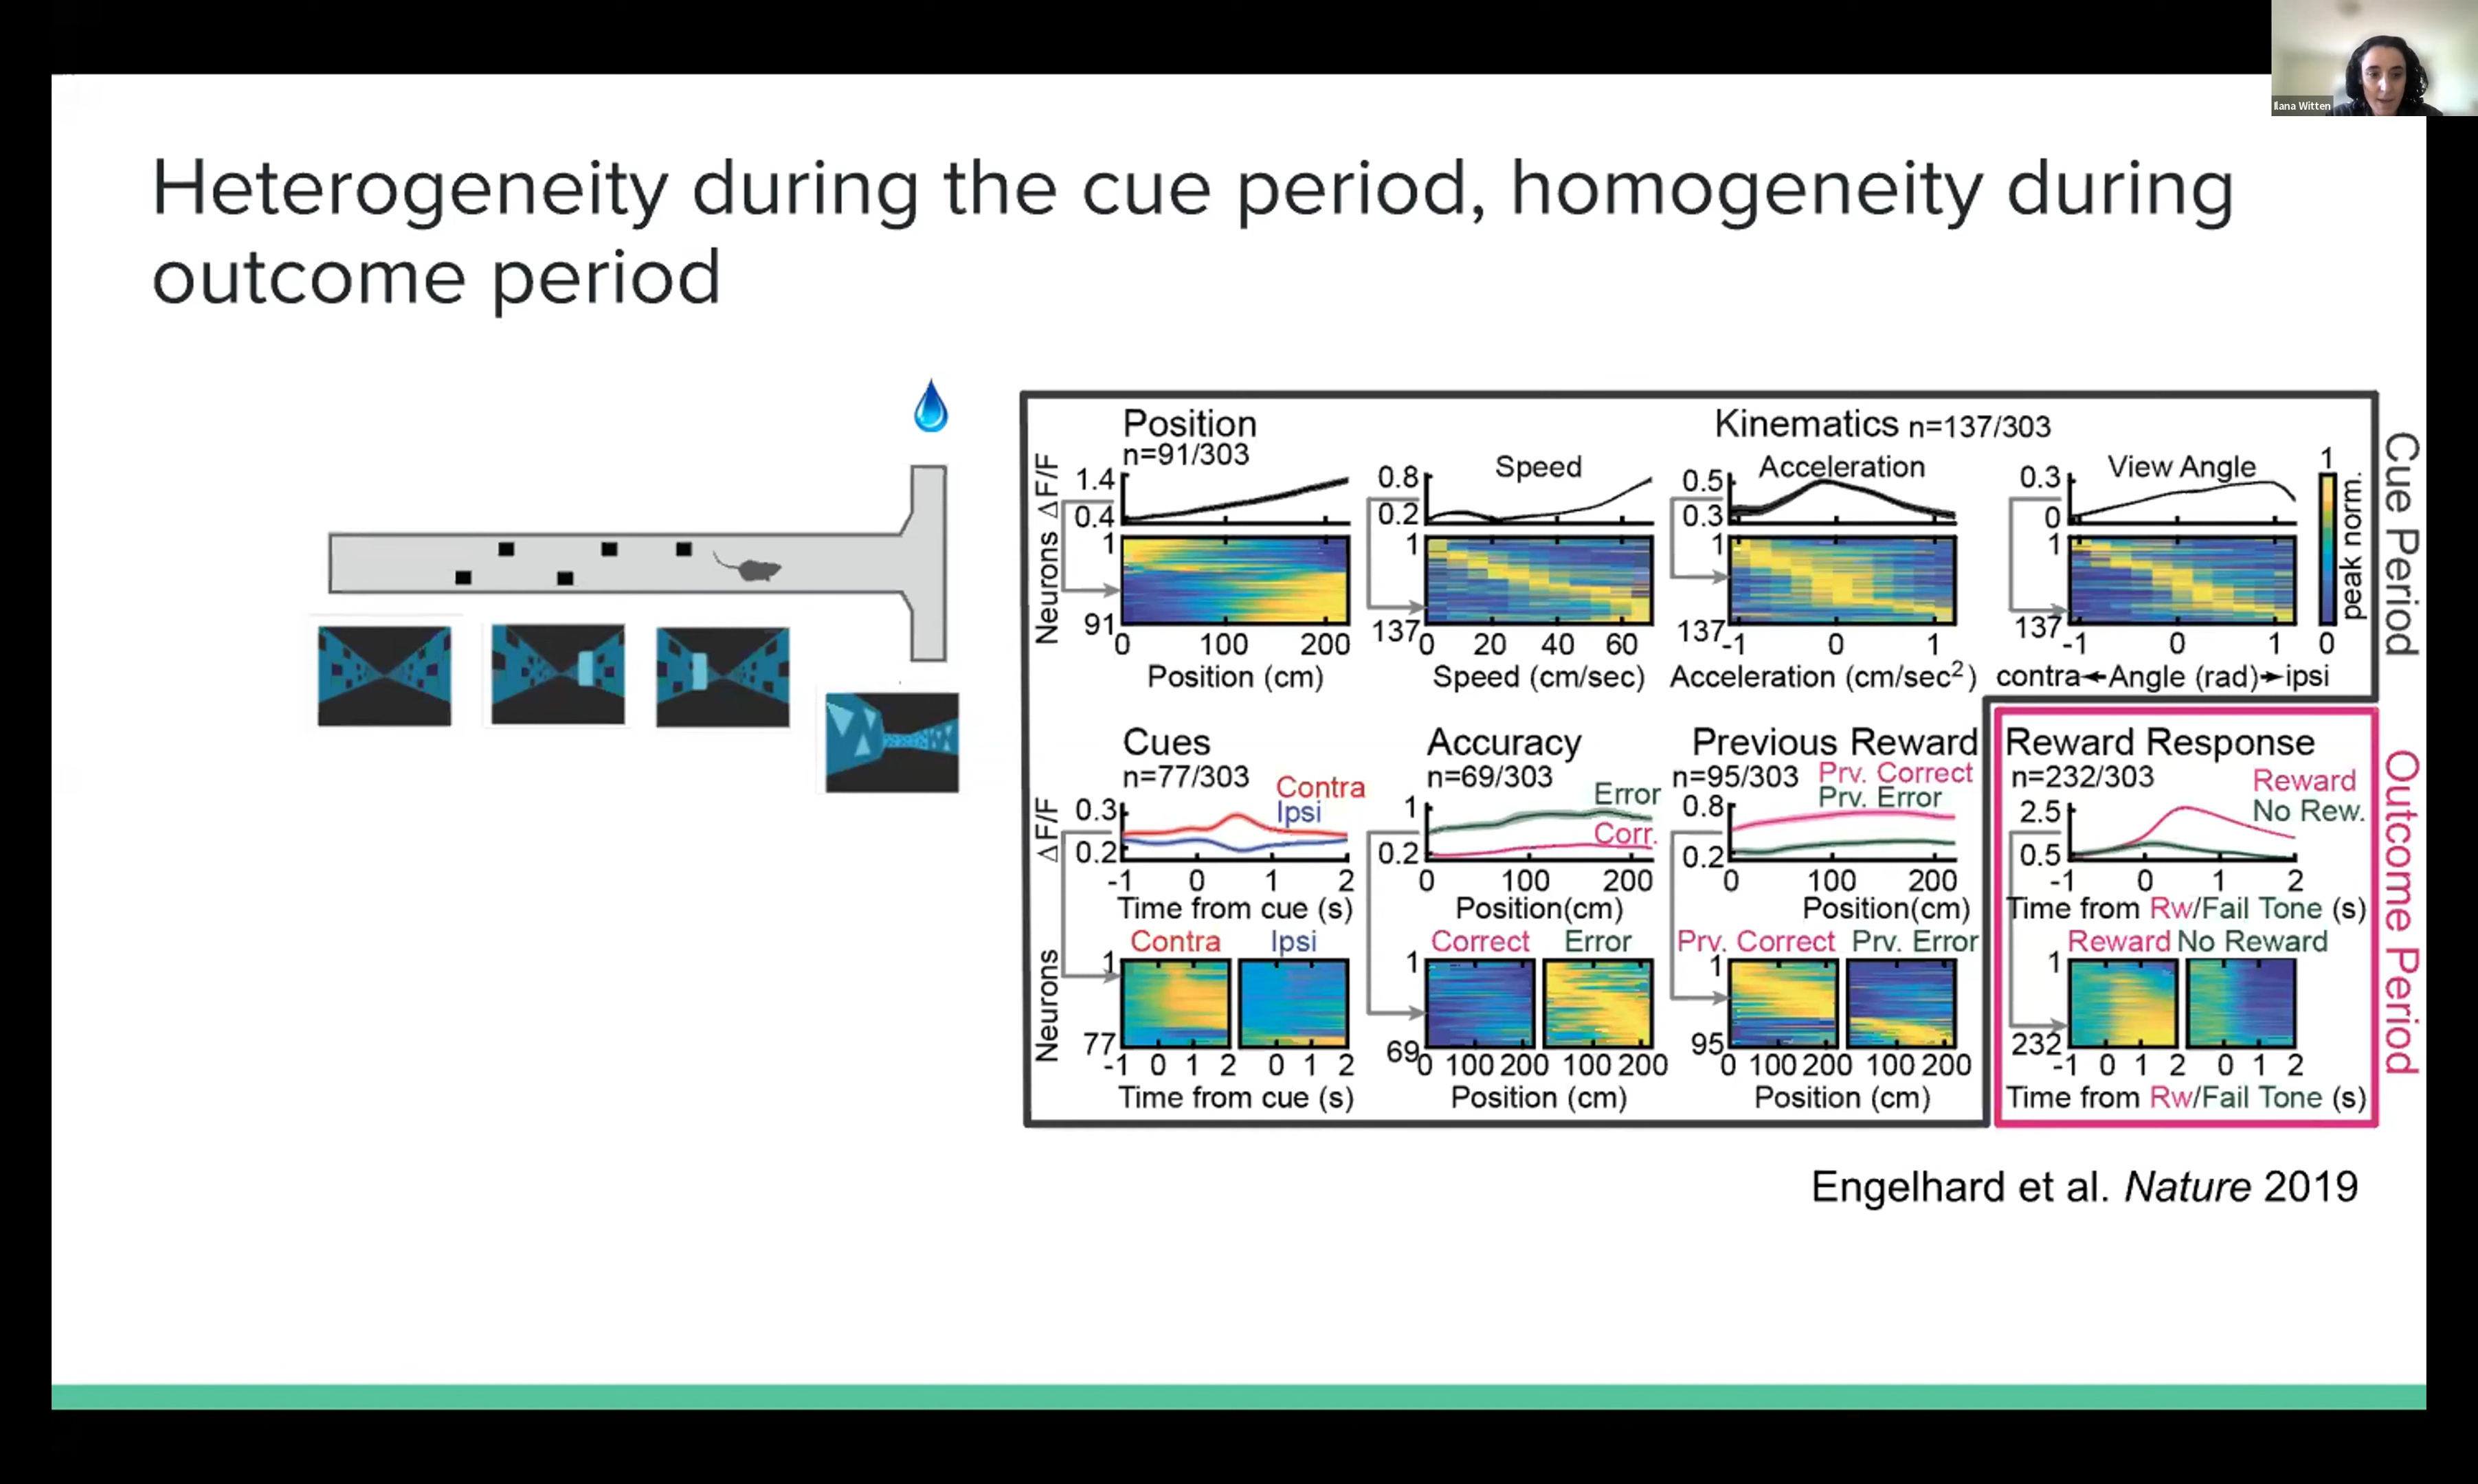 Ilana Witten
Heterogeneity during the cue period, homogeneity during
outcome period
Position
n=91/303
Kinematics n=137/303
Speed
Acceleration
View Angle
ΔF/F
1.4
0.4
0.8
0.2
0.5
0.3
0.3
0
1
0
peak norm.
Cue Period
Neurons
1
91
1
137
1
137
1
137
0 100 200
0 20 40 60
-1 0 1
-1 0 1
Position (cm)
Speed (cm/sec)
Acceleration (cm/sec2)
contra Angle (rad) ipsi
Cues
n=77/303
Contra
Ipsi
ΔF/F
0.3
0.2
-1 0 1 2
Time from cue (s)
Contra Ipsi
Neurons
1
77
-1 0 1 2 0 1 2
Time from cue (s)
Accuracy
n=69/303
Error
Corr.
1
0.2
0 100 200
Position(cm)
Correct Error
1
69
0 100 200 100 200
Position (cm)
Previous Reward
n=95/303
Prv. Correct
Prv. Error
0.8
0.2
0 100 200
Position(cm)
Prv. Correct Prv. Error
1
95
0 100 200 100 200
Position (cm)
Reward Response
n=232/303
Reward
No Rew.
2.5
0.5
-1 0 1 2
Time from Rw/Fail Tone (s)
Reward No Reward
1
232
-1 0 1 2 0 1 2
Time from Rw/Fail Tone (s)
Outcome Period
Engelhard et al. Nature 2019